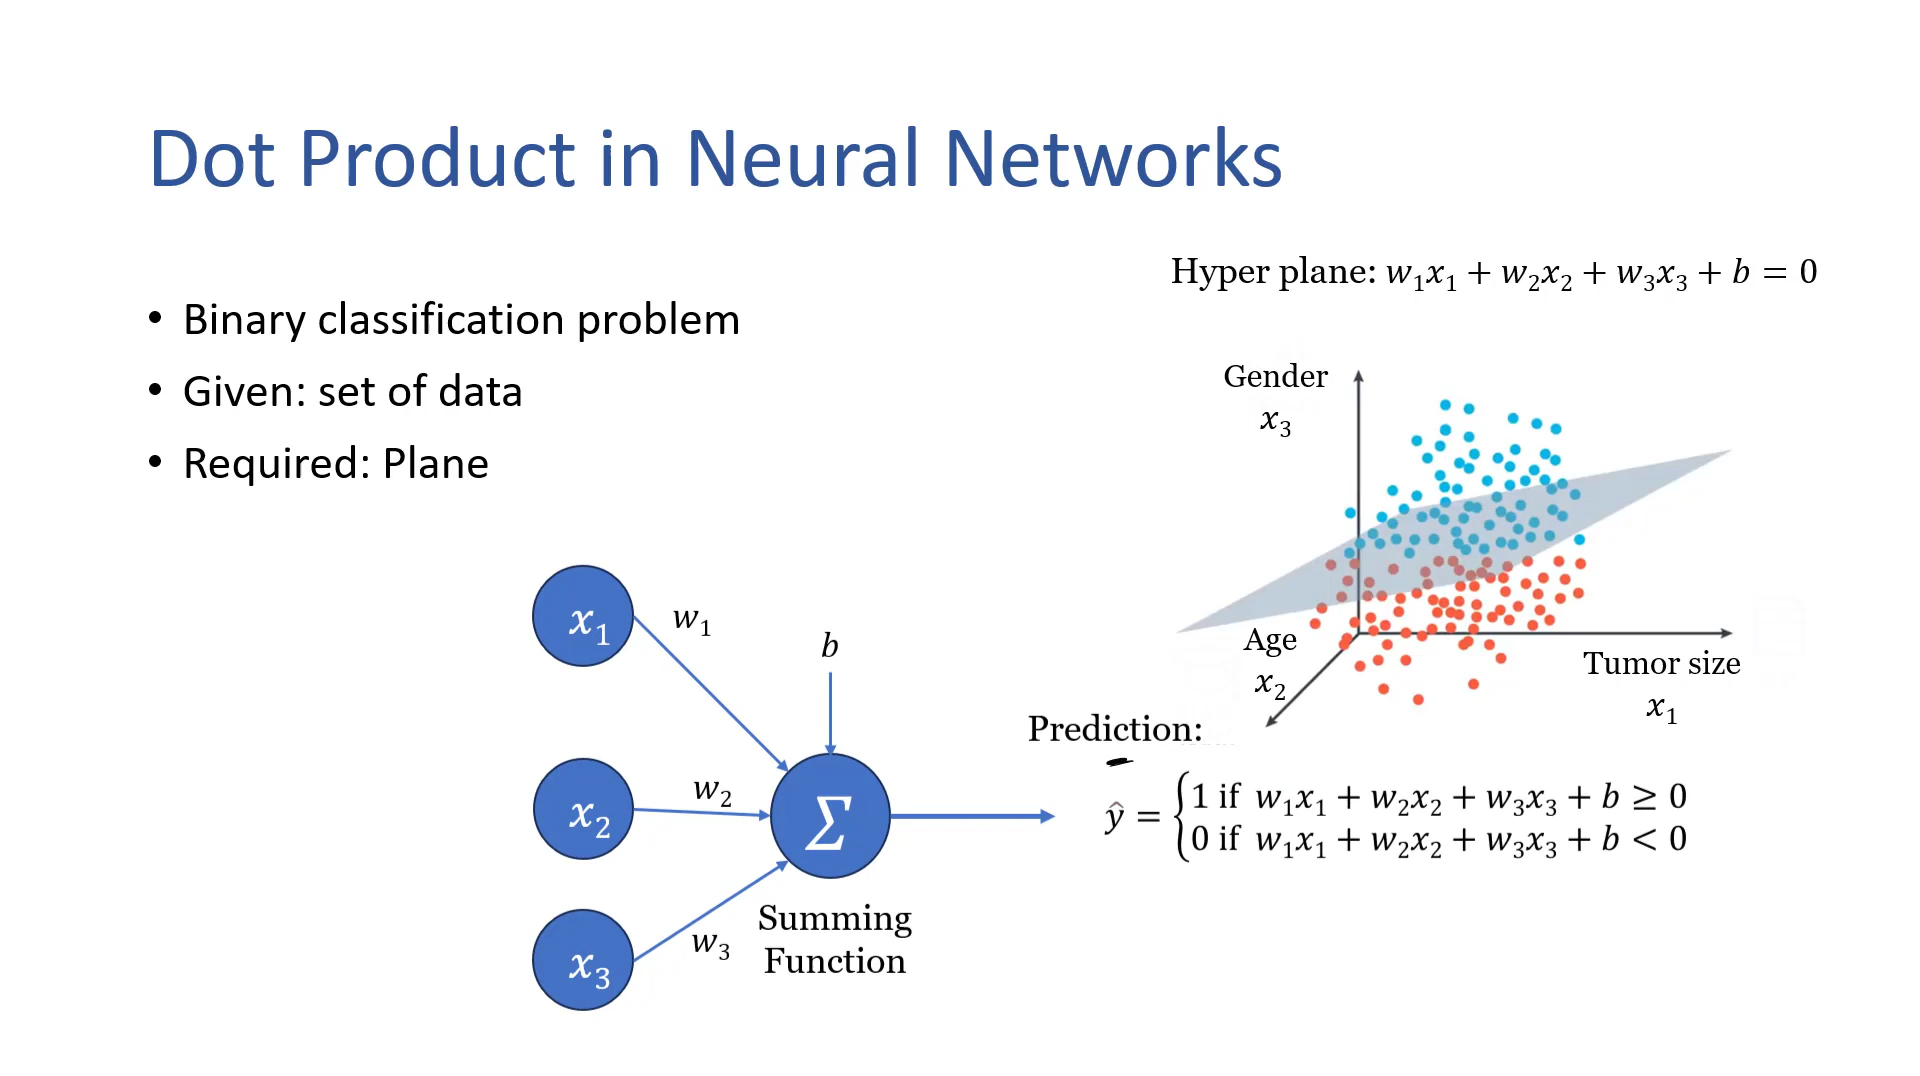 Dot Product in Neural Networks
Hyper plane: w₁x₁ + w₂x₂ + w₃x₃ + b = 0
• Binary classification problem
• Given: set of data
• Required: Plane
Gender
x₃
Age
x₂
Tumor size
x₁
x₁
w₁
b
x₂
w₂
Σ
x₃
w₃
Summing
Function
Prediction:
ŷ = {1 if w₁x₁ + w₂x₂ + w₃x₃ + b ≥ 0
0 if w₁x₁ + w₂x₂ + w₃x₃ + b < 0